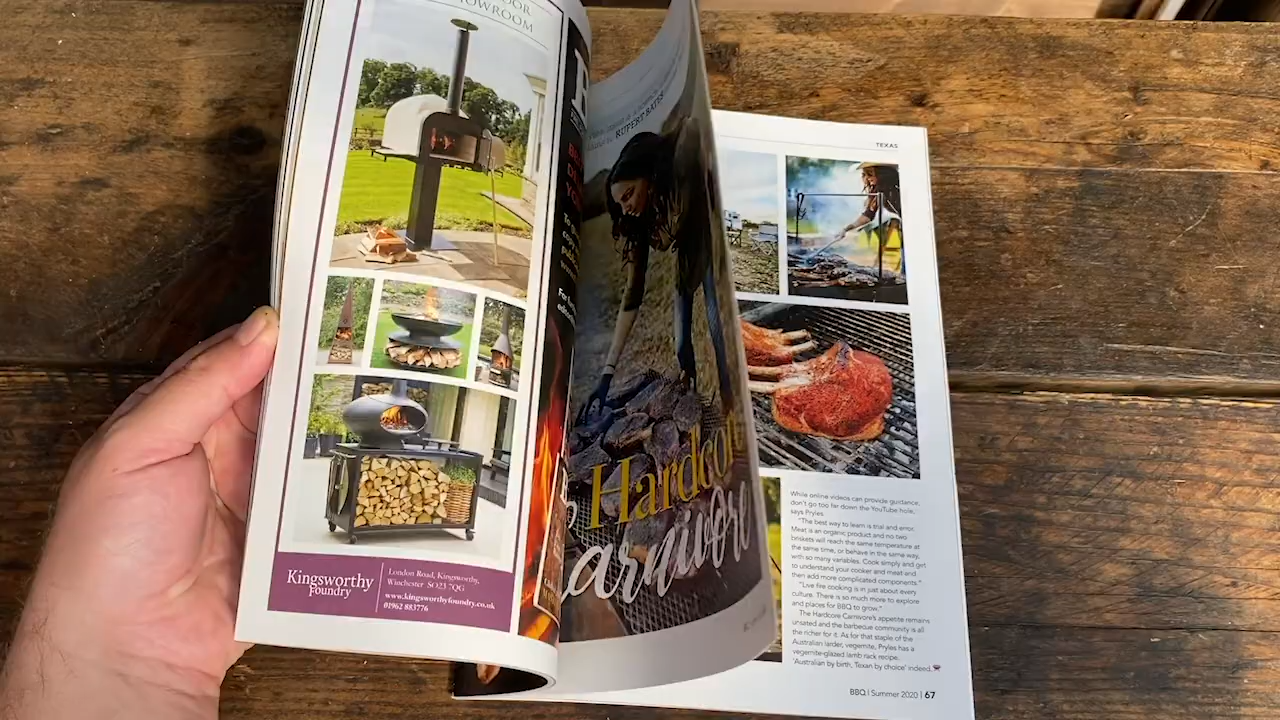 OOR
HOWROOM
Kingsworthy
Foundry
London Road, Kingsworthy,
Winchester SO23 7QG
www.kingsworthyfoundry.co.uk
01962 883776
RUPERT BATES
Hardcor
arnivore
TEXAS
While online videos can provide guidance,
don't go too far down the YouTube hole,
says Pryles.
"The best way to learn is trial and error.
Meat is an organic product and no two
briskets will reach the same temperature at
the same time, or behave in the same way,
with so many variables. Cook simply and get
to understand your cooker and meat and
then add more complicated components."
"Live fire cooking is in just about every
culture. There is so much more to explore
and places for BBQ to grow."
The Hardcore Carnivore's appetite remains
unsated and the barbecue community is all
the richer for it. As for that staple of the
Australian larder, vegemite, Pryles has a
vegemite-glazed lamb rack recipe.
'Australian by birth, Texan by choice' indeed.
BBQ | Summer 2020 | 67